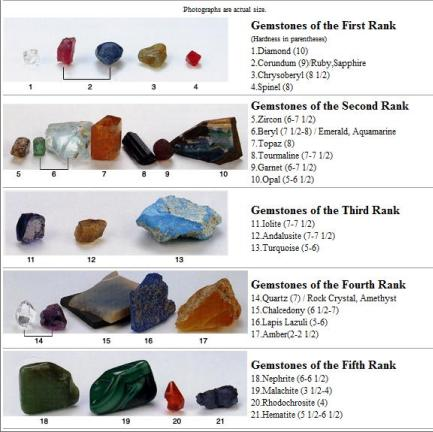 Photographs are actual size.
Gemstones of the First Rank
(Hardness in parentheses)
1.Diamond (10)
2.Corundum (9)/Ruby,Sapphire
3.Chrysoberyl (8 1/2)
4.Spinel (8)
1 2 3 4
Gemstones of the Second Rank
5.Zircon (6-7 1/2)
6.Beryl (7 1/2-8) / Emerald, Aquamarine
7.Topaz (8)
8.Tourmaline (7-7 1/2)
9.Garnet (6-7 1/2)
10.Opal (5-6 1/2)
5 6 7 8 9 10
Gemstones of the Third Rank
11.Iolite (7-7 1/2)
12.Andalusite (7-7 1/2)
13.Turquoise (5-6)
11 12 13
Gemstones of the Fourth Rank
14.Quartz (7) / Rock Crystal, Amethyst
15.Chalcedony (6 1/2-7)
16.Lapis Lazuli (5-6)
17.Amber(2-2 1/2)
14 15 16 17
Gemstones of the Fifth Rank
18.Nephrite (6-6 1/2)
19.Malachite (3 1/2-4)
20.Rhodochrosite (4)
21.Hematite (5 1/2-6 1/2)
18 19 20 21